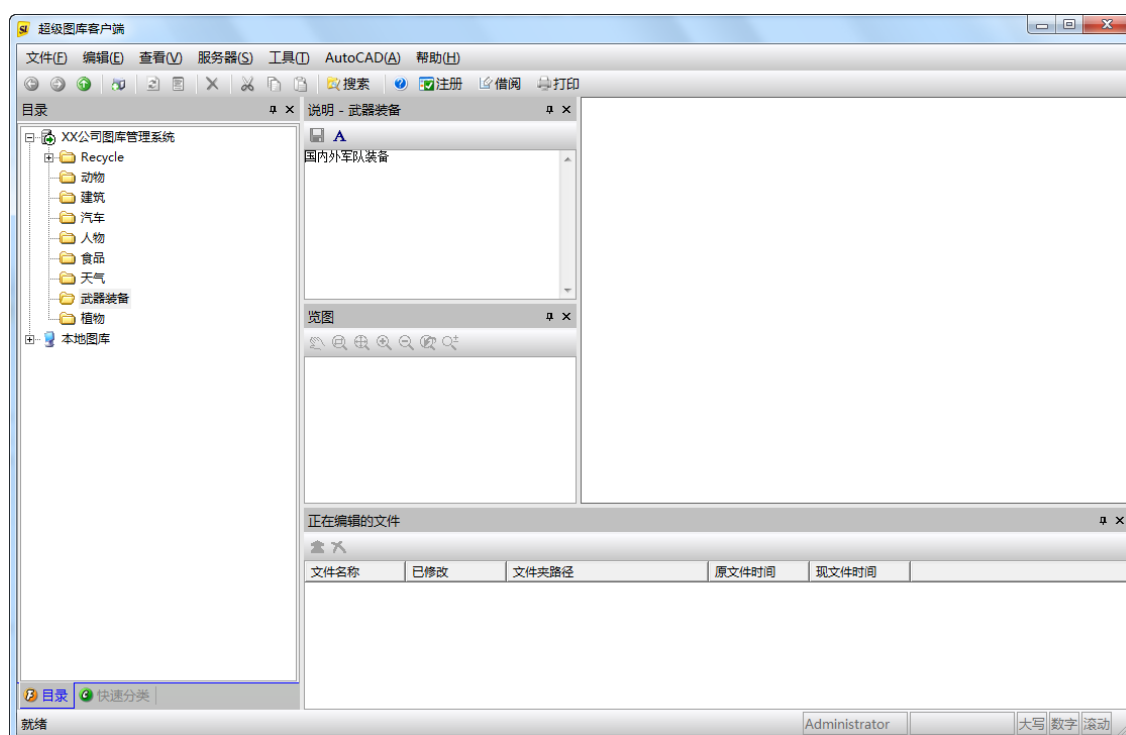 SL 超级图库客户端
文件(F) 编辑(E) 查看(V) 服务器(S) 工具(T) AutoCAD(A) 帮助(H)
搜索 注册 借阅 打印
目录
XX公司图库管理系统
Recycle
动物
建筑
汽车
人物
食品
天气
武器装备
植物
本地图库
说明 - 武器装备
A
国内外军队装备
览图
正在编辑的文件
文件名称 已修改 文件夹路径 原文件时间 现文件时间
目录 快速分类
就绪 Administrator 大写 数字 滚动